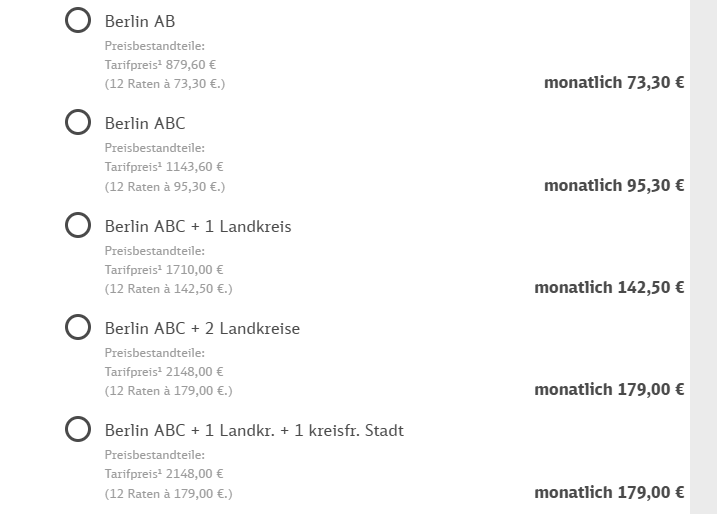 Berlin AB
Preisbestandteile:
Tarifpreis¹ 879,60 €
(12 Raten à 73,30 €.)
monatlich 73,30 €
Berlin ABC
Preisbestandteile:
Tarifpreis¹ 1143,60 €
(12 Raten à 95,30 €.)
monatlich 95,30 €
Berlin ABC + 1 Landkreis
Preisbestandteile:
Tarifpreis¹ 1710,00 €
(12 Raten à 142,50 €.)
monatlich 142,50 €
Berlin ABC + 2 Landkreise
Preisbestandteile:
Tarifpreis¹ 2148,00 €
(12 Raten à 179,00 €.)
monatlich 179,00 €
Berlin ABC + 1 Landkr. + 1 kreisfr. Stadt
Preisbestandteile:
Tarifpreis¹ 2148,00 €
(12 Raten à 179,00 €.)
monatlich 179,00 €